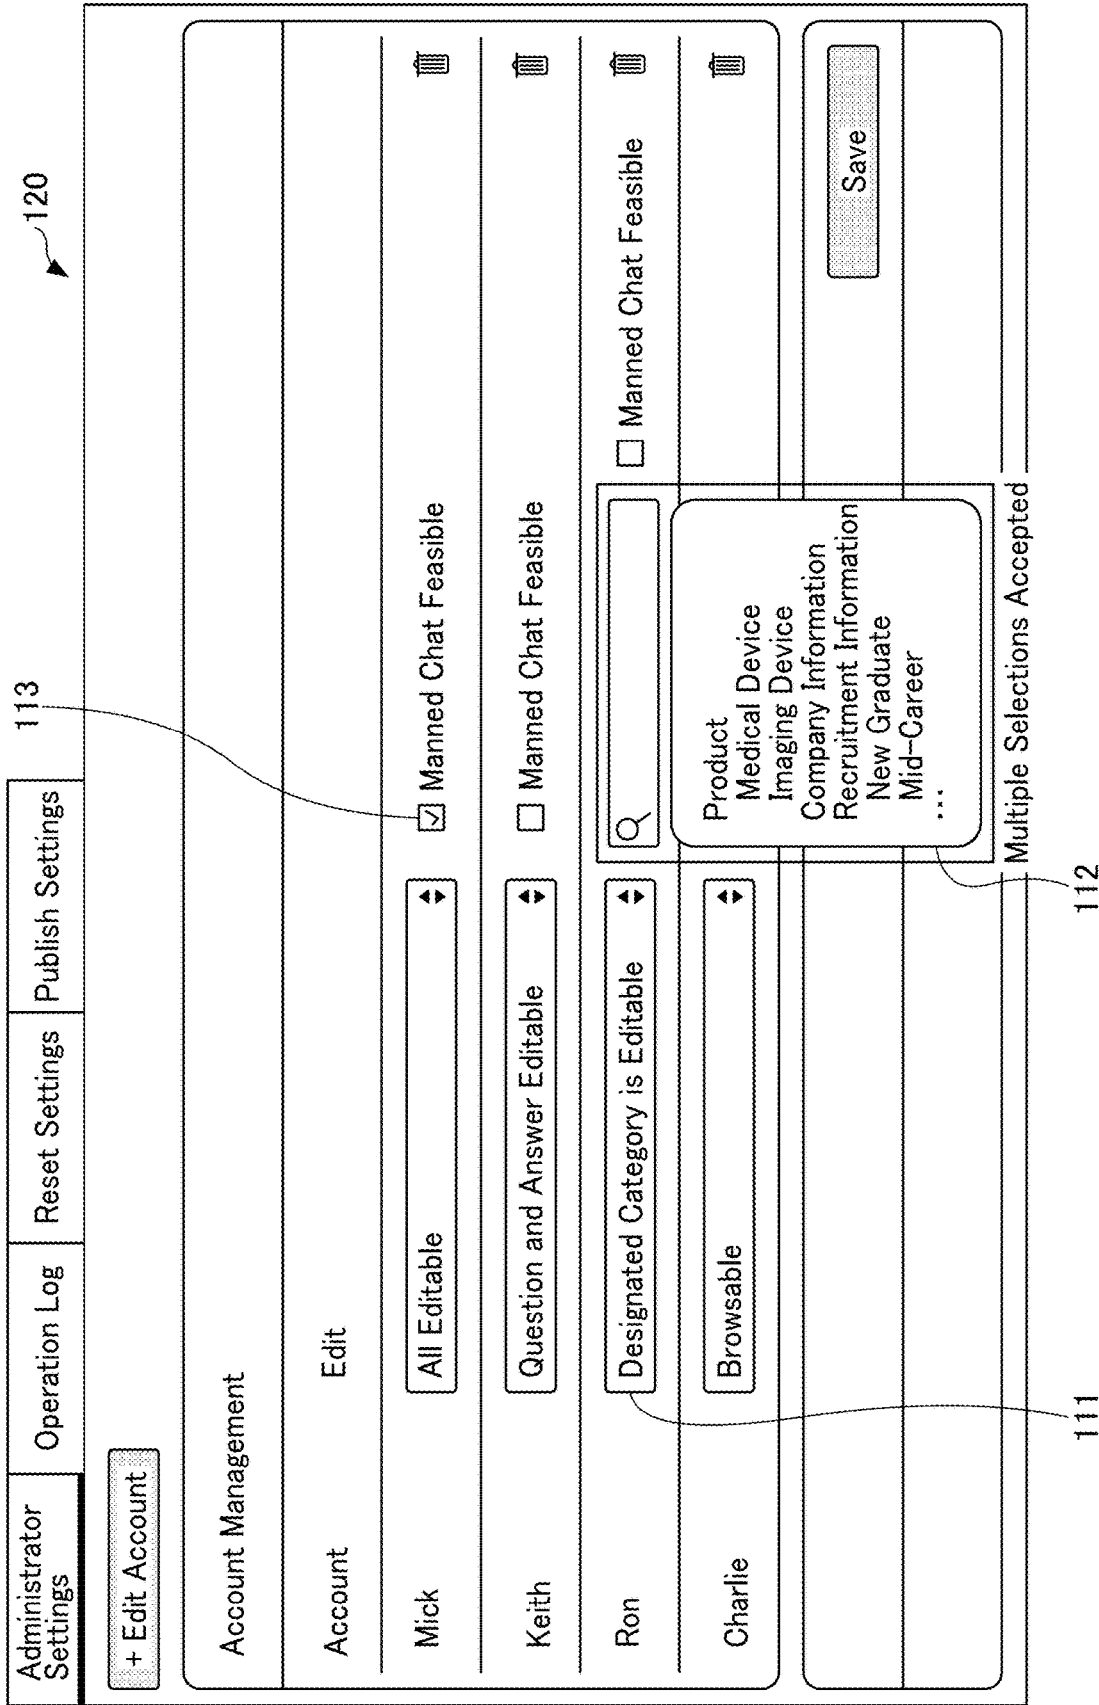 120
113
Administrator
Settings
Operation Log
Reset Settings
Publish Settings
+ Edit Account
Account Management
Account
Edit
Mick
All Editable
Manned Chat Feasible
Keith
Question and Answer Editable
Manned Chat Feasible
Ron
Designated Category is Editable
Manned Chat Feasible
Charlie
Browsable
Product
Medical Device
Imaging Device
Company Information
Recruitment Information
New Graduate
Mid-Career
...
Save
Multiple Selections Accepted
111
112